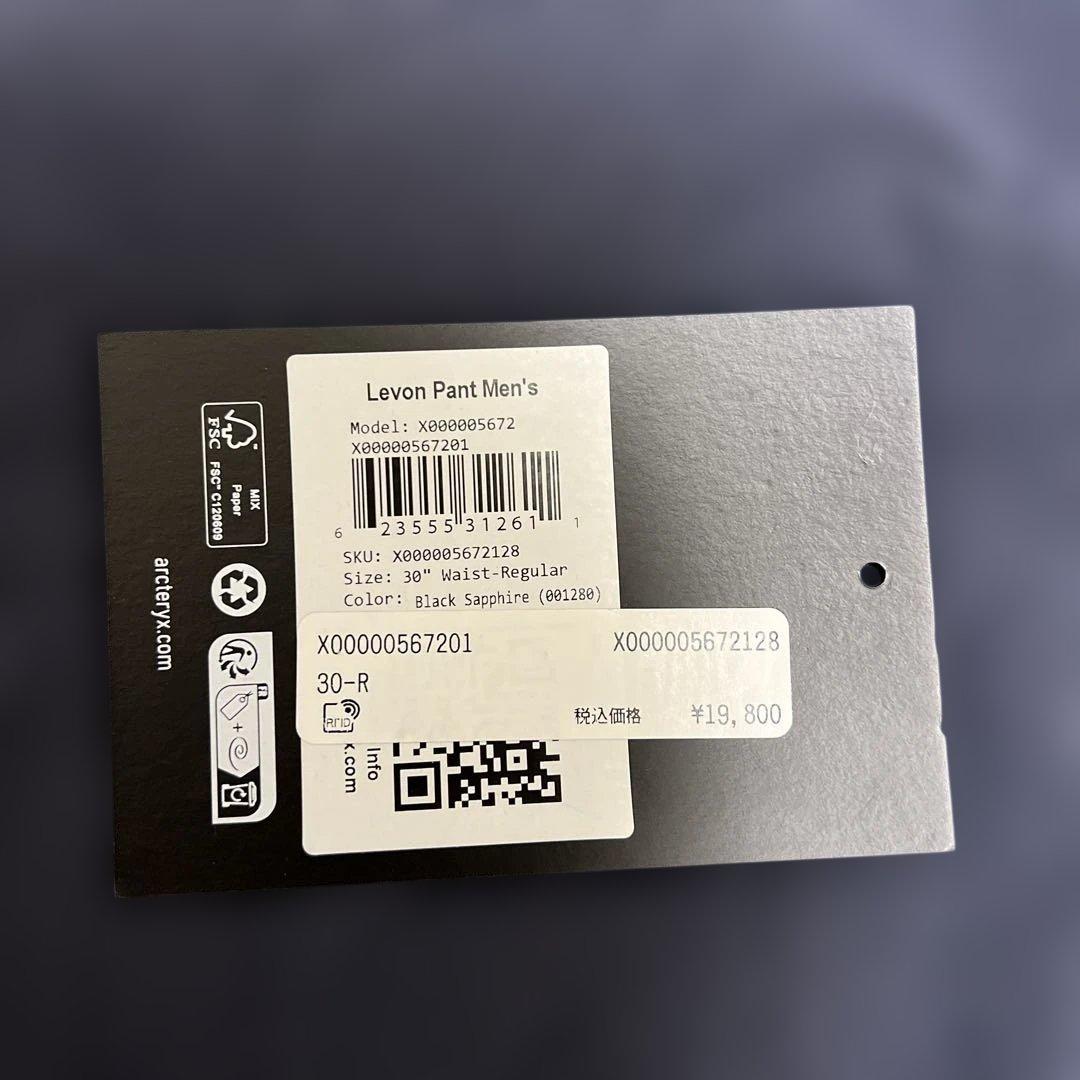 Levon Pant Men's
Model: X000005672
X00000567201
6 23555 31261 1
SKU: X000005672128
Size: 30" Waist-Regular
Color: Black Sapphire (001280)
X00000567201 X000005672128
30-R
RFID
税込価格 ¥19,800
Info
x.com
FSC
MIX
Paper
FSC™ C120609
arcteryx.com
FR